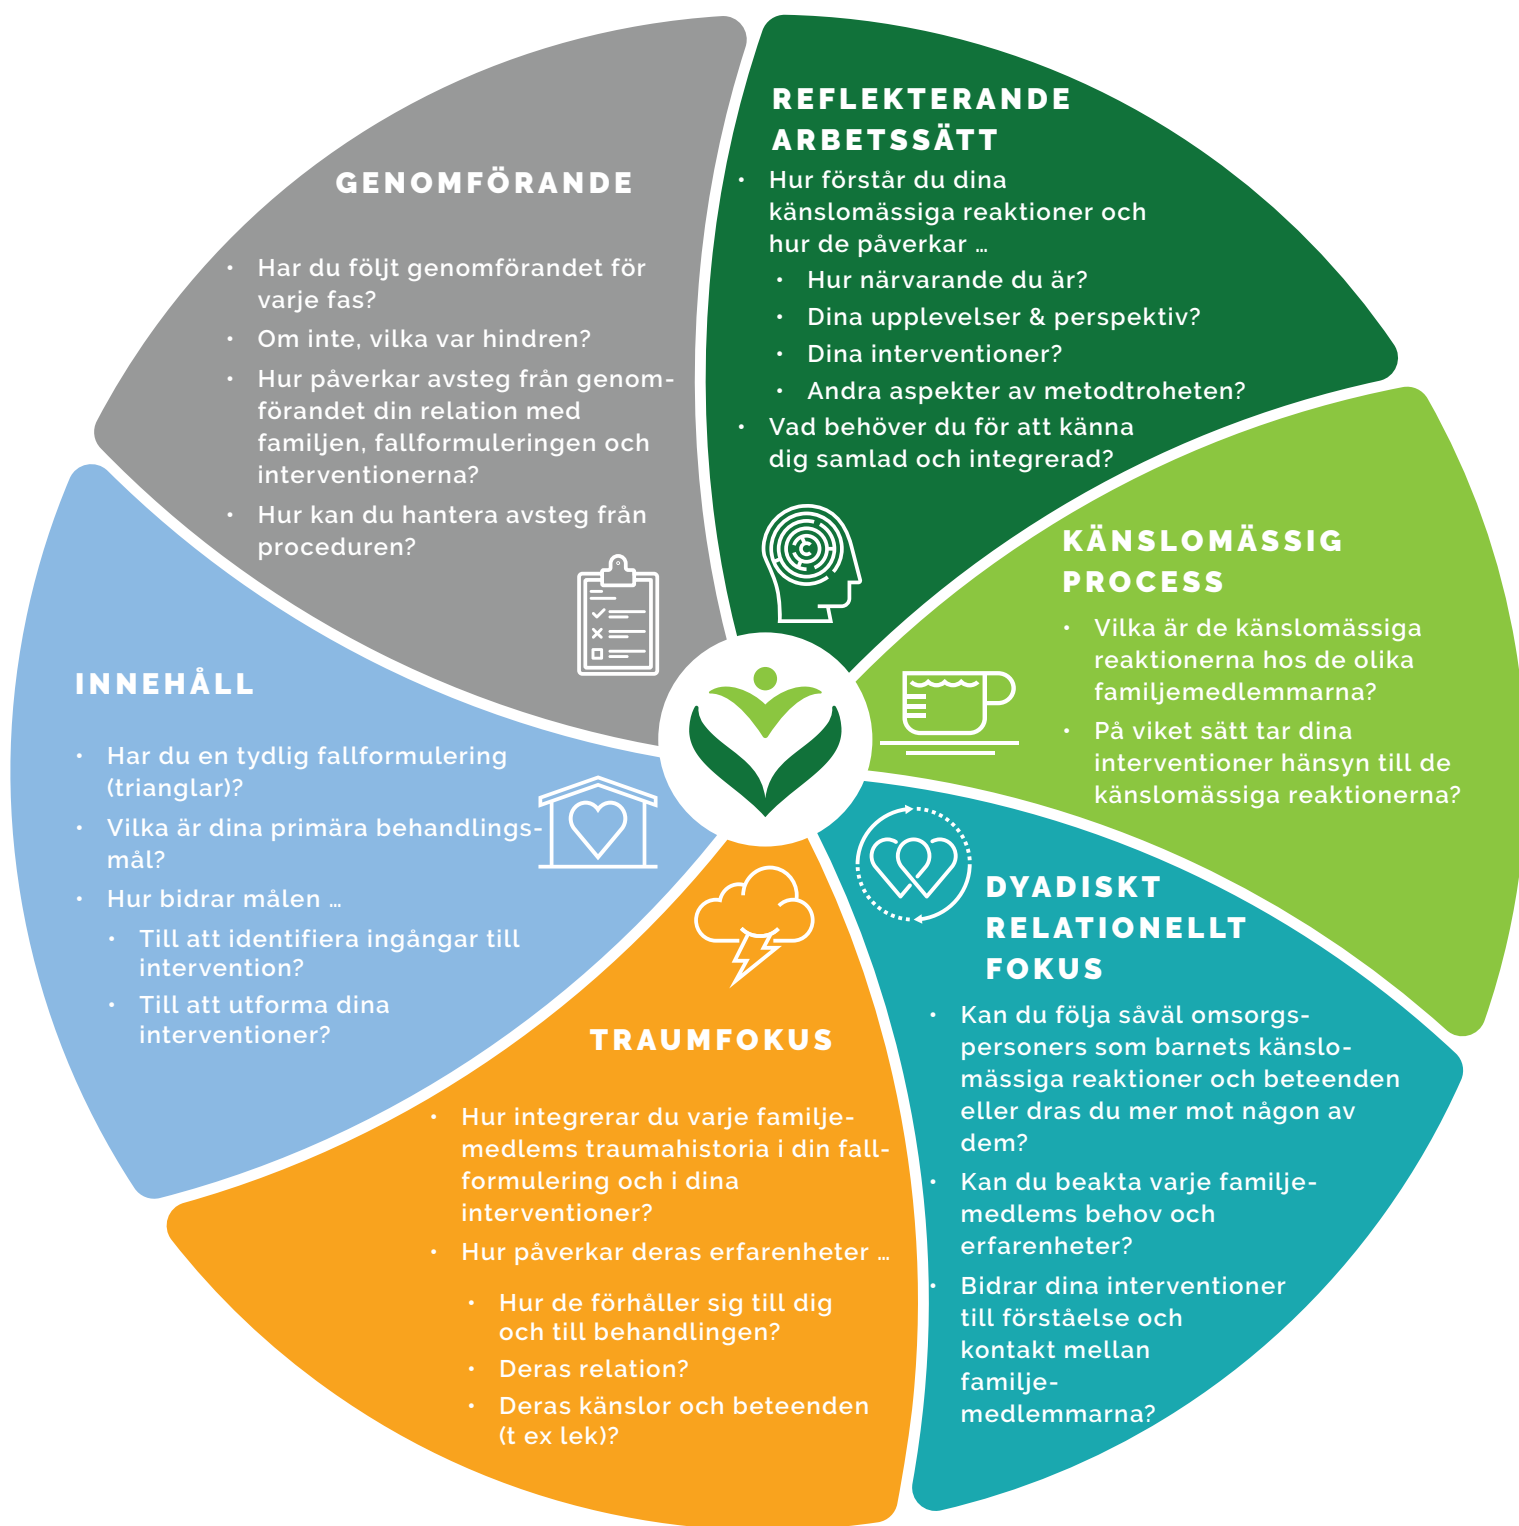 REFLEKTERANDE
ARBETSSÄTT
• Hur förstår du dina
känslomässiga reaktioner och
hur de påverkar …
• Hur närvarande du är?
• Dina upplevelser & perspektiv?
• Dina interventioner?
• Andra aspekter av metodtroheten?
• Vad behöver du för att känna
dig samlad och integrerad?
KÄNSLOMÄSSIG
PROCESS
• Vilka är de känslomässiga
reaktionerna hos de olika
familjemedlemmarna?
• På viket sätt tar dina
interventioner hänsyn till de
känslomässiga reaktionerna?
DYADISKT
RELATIONELLT
FOKUS
• Kan du följa såväl omsorgs-
personers som barnets känslo-
mässiga reaktioner och beteenden
eller dras du mer mot någon av
dem?
• Kan du beakta varje familje-
medlems behov och
erfarenheter?
• Bidrar dina interventioner
till förståelse och
kontakt mellan
familje-
medlemmarna?
TRAUMFOKUS
• Hur integrerar du varje familje-
medlems traumahistoria i din fall-
formulering och i dina
interventioner?
• Hur påverkar deras erfarenheter …
• Hur de förhåller sig till dig
och till behandlingen?
• Deras relation?
• Deras känslor och beteenden
(t ex lek)?
INNEHÅLL
• Har du en tydlig fallformulering
(trianglar)?
• Vilka är dina primära behandlings-
mål?
• Hur bidrar målen …
• Till att identifiera ingångar till
intervention?
• Till att utforma dina
interventioner?
GENOMFÖRANDE
• Har du följt genomförandet för
varje fas?
• Om inte, vilka var hindren?
• Hur påverkar avsteg från genom-
förandet din relation med
familjen, fallformuleringen och
interventionerna?
• Hur kan du hantera avsteg från
proceduren?